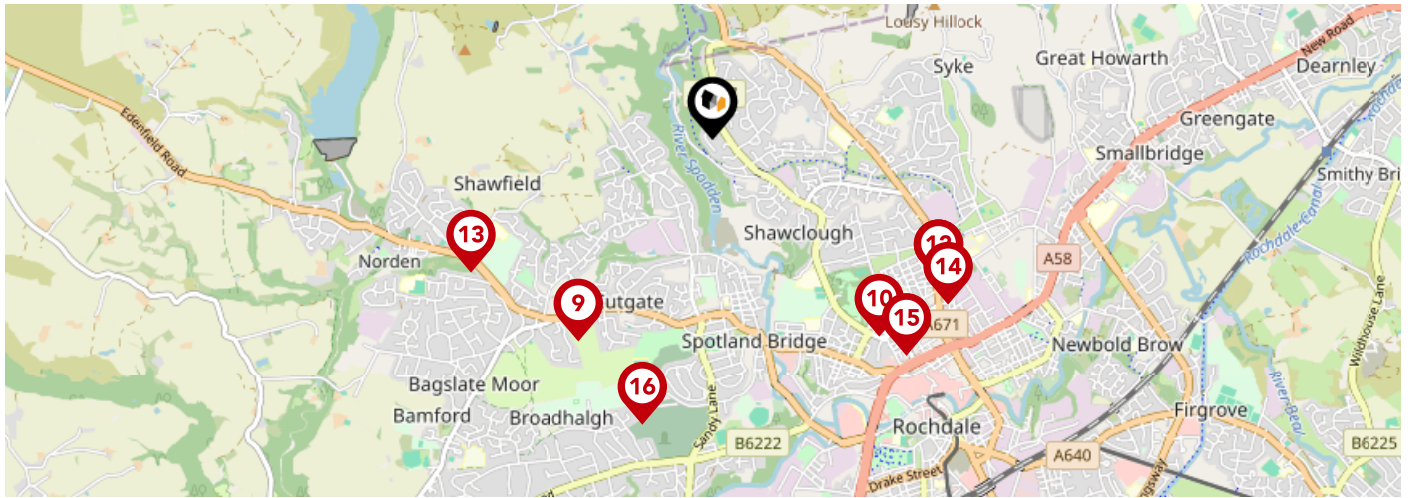 Lousy Hillock
New Road
Syke
Great Howarth
Dearnley
Edenfield Road
River Spodden
Greengate
Smallbridge
Smithy Bri
Shawfield
Rochdale Canal
13
Shawclough
12
14
A58
Norden
9
10
15
A671
Spotland Bridge
Newbold Brow
Wildhouse Lane
16
Bagslate Moor
Bamford
Broadhalgh
Sandy Lane
River Beal
Firgrove
Rochdale
B6222
A640
B6225
Drake Street